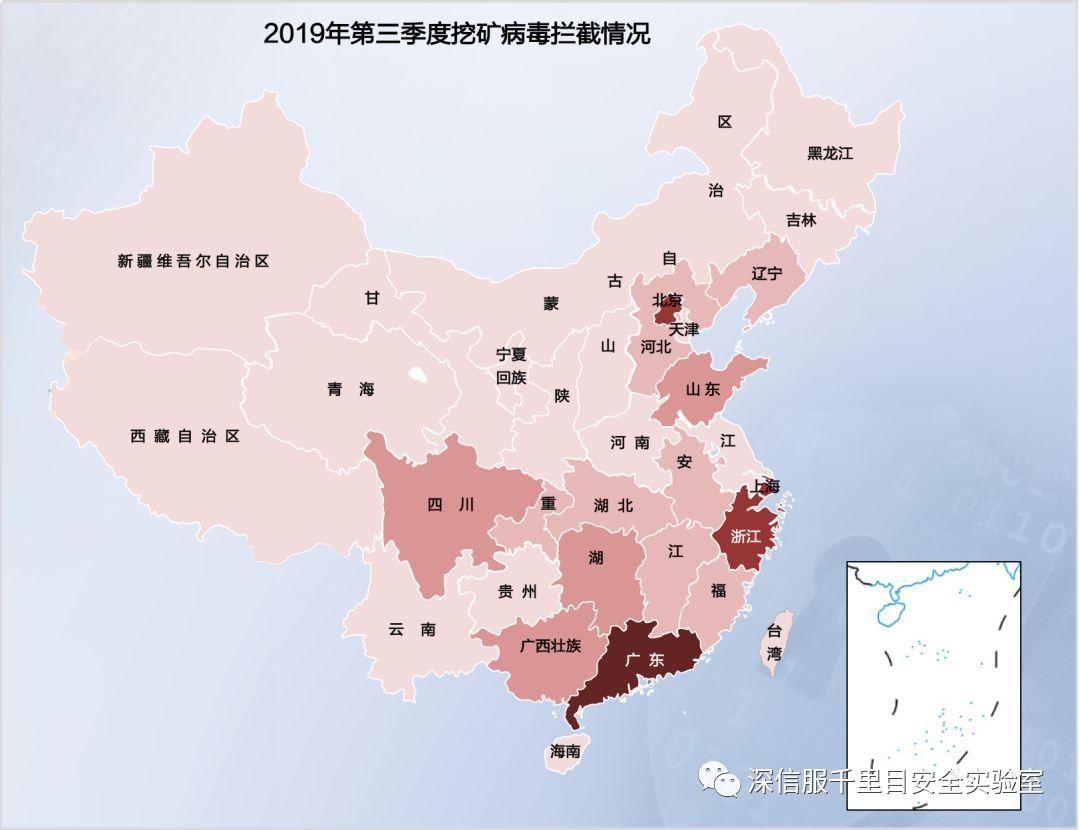 2019年第三季度挖矿病毒拦截情况
区
黑龙江
治
吉林
新疆维吾尔自治区
自
辽宁
古
甘
蒙
北京
天津
山
河北
宁夏
回族
青 海
陕
山东
西藏自治区
河南
江
安
四 川
重
湖北
上海
浙江
湖
江
贵州
福
云 南
广西壮族
广东
台
湾
海南
深信服千里目安全实验室